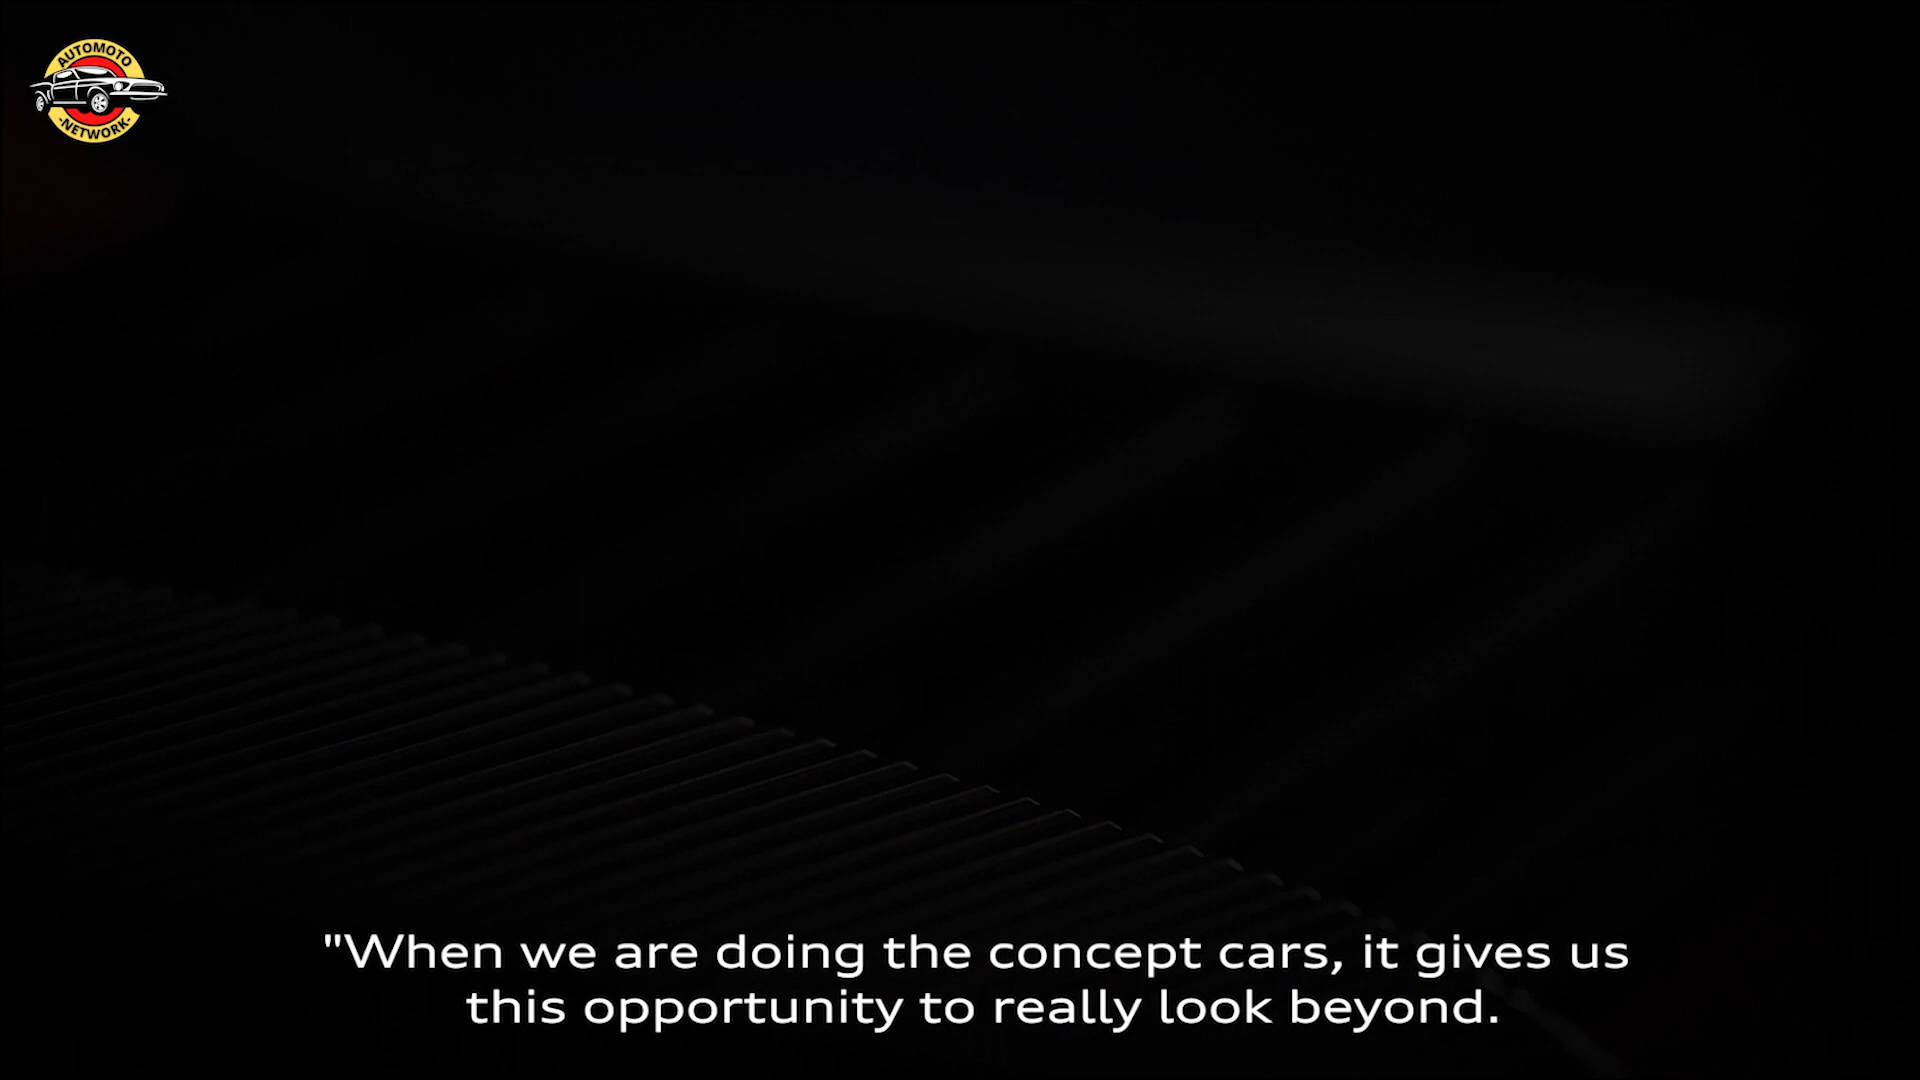 AUTOMOTO
-NETWORK-
"When we are doing the concept cars, it gives us
this opportunity to really look beyond.